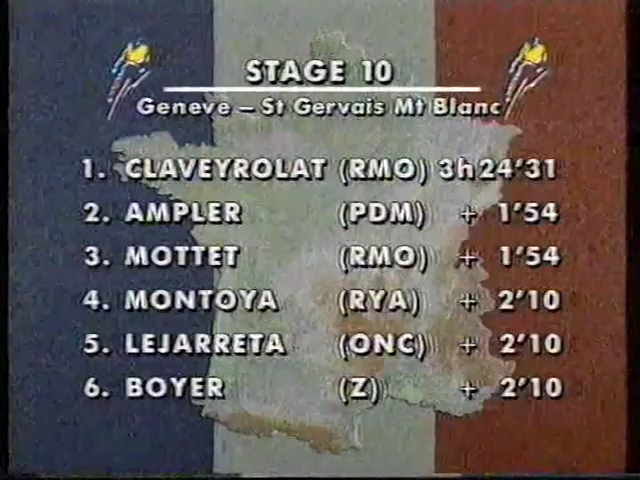 STAGE 10
Geneve – St Gervais Mt Blanc
1. CLAVEYROLAT (RMO) 3h24'31
2. AMPLER (PDM) + 1'54
3. MOTTET (RMO) + 1'54
4. MONTOYA (RYA) + 2'10
5. LEJARRETA (ONC) + 2'10
6. BOYER (Z) + 2'10